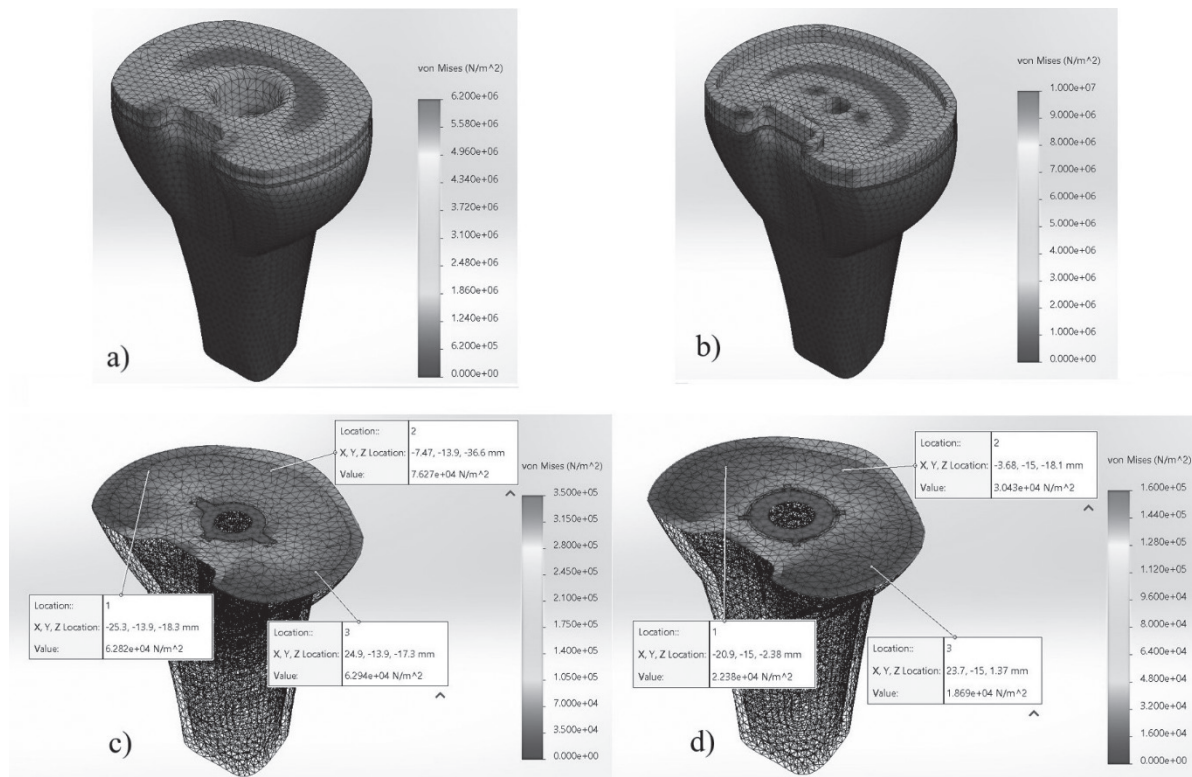 von Mises (N/m^2)
6.200e+06
5.580e+06
4.960e+06
4.340e+06
3.720e+06
3.100e+06
2.480e+06
1.860e+06
1.240e+06
6.200e+05
0.000e+00
a)
von Mises (N/m^2)
1.000e+07
9.000e+06
8.000e+06
7.000e+06
6.000e+06
5.000e+06
4.000e+06
3.000e+06
2.000e+06
1.000e+06
0.000e+00
b)
Location:: 2
X, Y, Z Location: -7.47, -13.9, -36.6 mm
Value: 7.627e+04 N/m^2
Location:: 1
X, Y, Z Location: -25.3, -13.9, -18.3 mm
Value: 6.282e+04 N/m^2
Location:: 3
X, Y, Z Location: 24.9, -13.9, -17.3 mm
Value: 6.294e+04 N/m^2
von Mises (N/m^2)
3.500e+05
3.150e+05
2.800e+05
2.450e+05
2.100e+05
1.750e+05
1.400e+05
1.050e+05
7.000e+04
3.500e+04
0.000e+00
c)
Location:: 2
X, Y, Z Location: -3.68, -15, -18.1 mm
Value: 3.043e+04 N/m^2
Location:: 1
X, Y, Z Location: -20.9, -15, -2.38 mm
Value: 2.238e+04 N/m^2
Location:: 3
X, Y, Z Location: 23.7, -15, 1.37 mm
Value: 1.869e+04 N/m^2
von Mises (N/m^2)
1.600e+05
1.440e+05
1.280e+05
1.120e+05
9.600e+04
8.000e+04
6.400e+04
4.800e+04
3.200e+04
1.600e+04
0.000e+00
d)